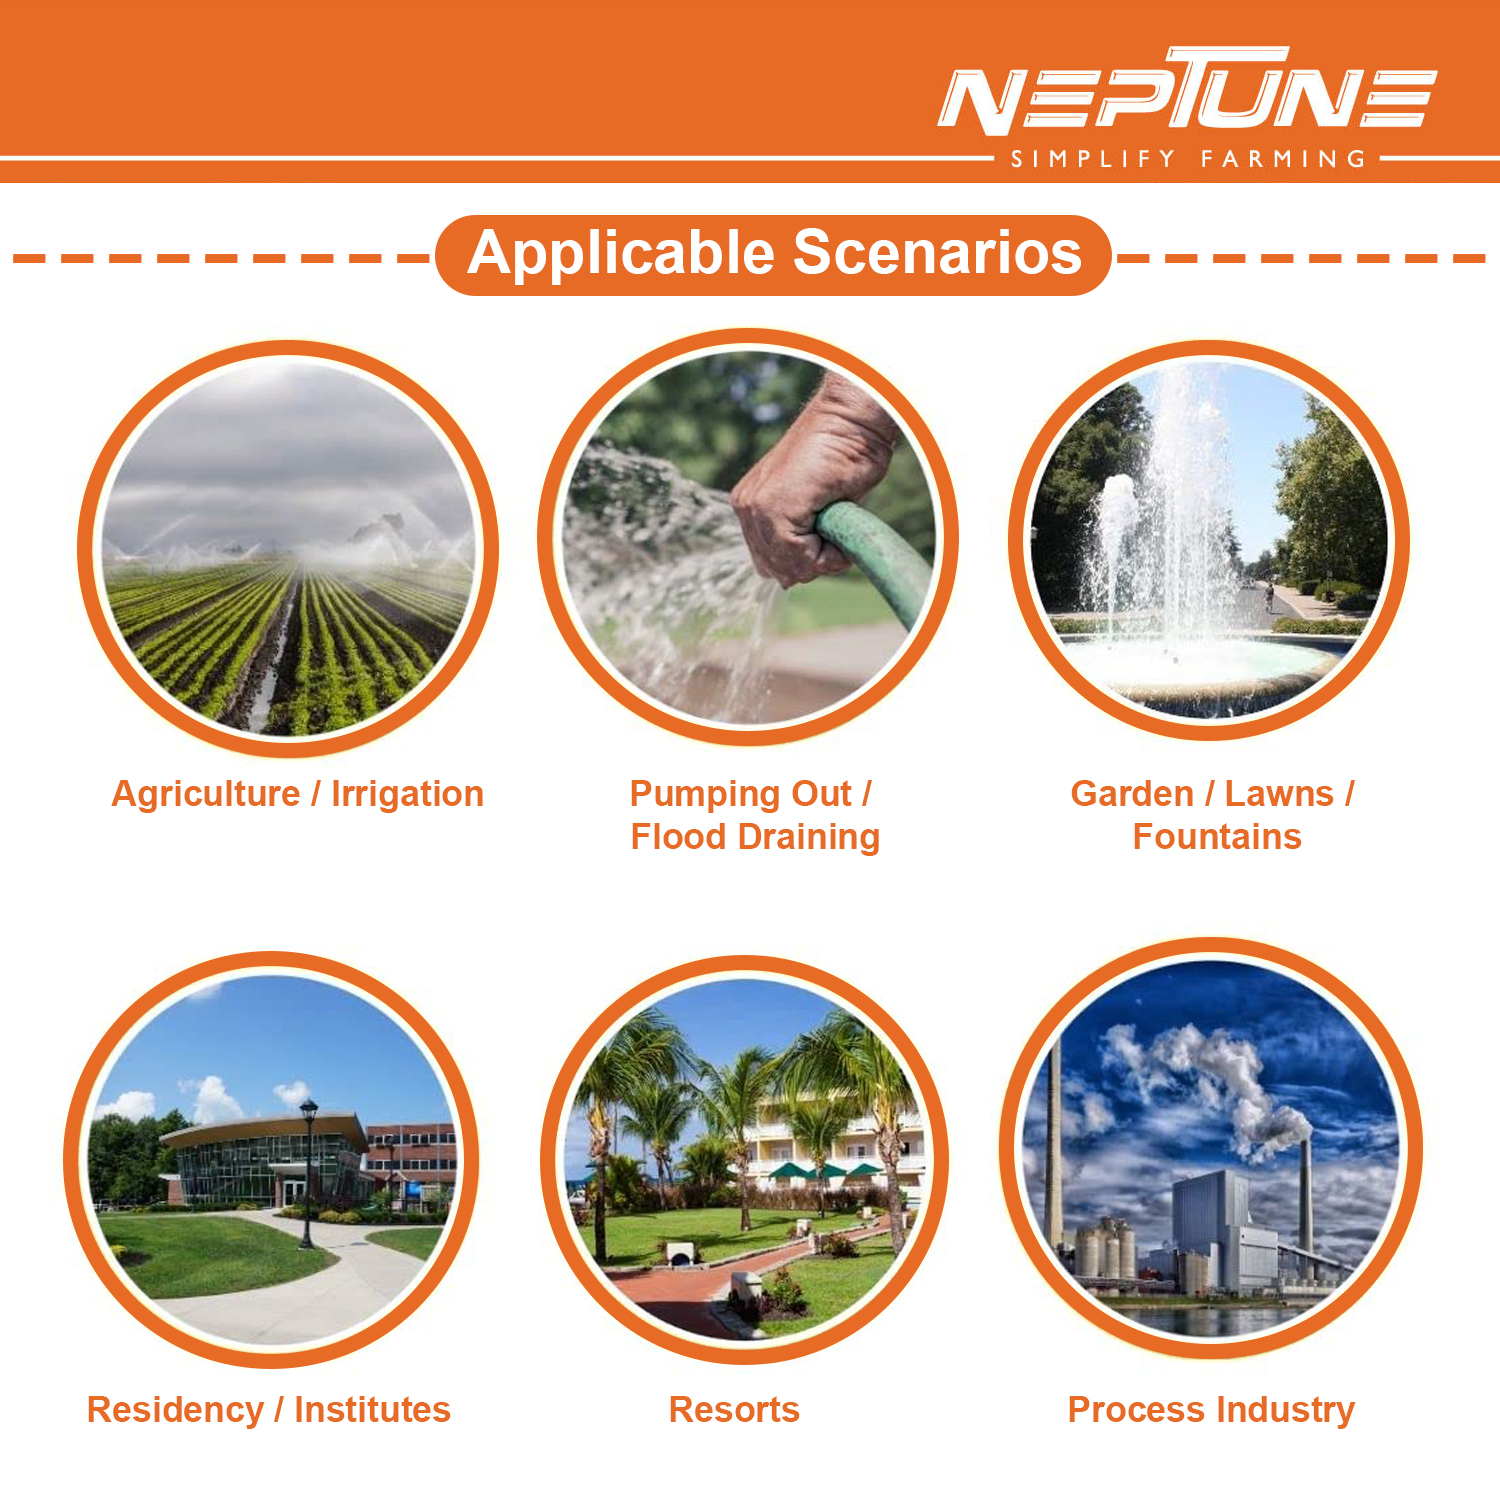 NEPTUNE
SIMPLIFY FARMING
Applicable Scenarios
Agriculture / Irrigation
Pumping Out /
Flood Draining
Garden / Lawns /
Fountains
Residency / Institutes
Resorts
Process Industry